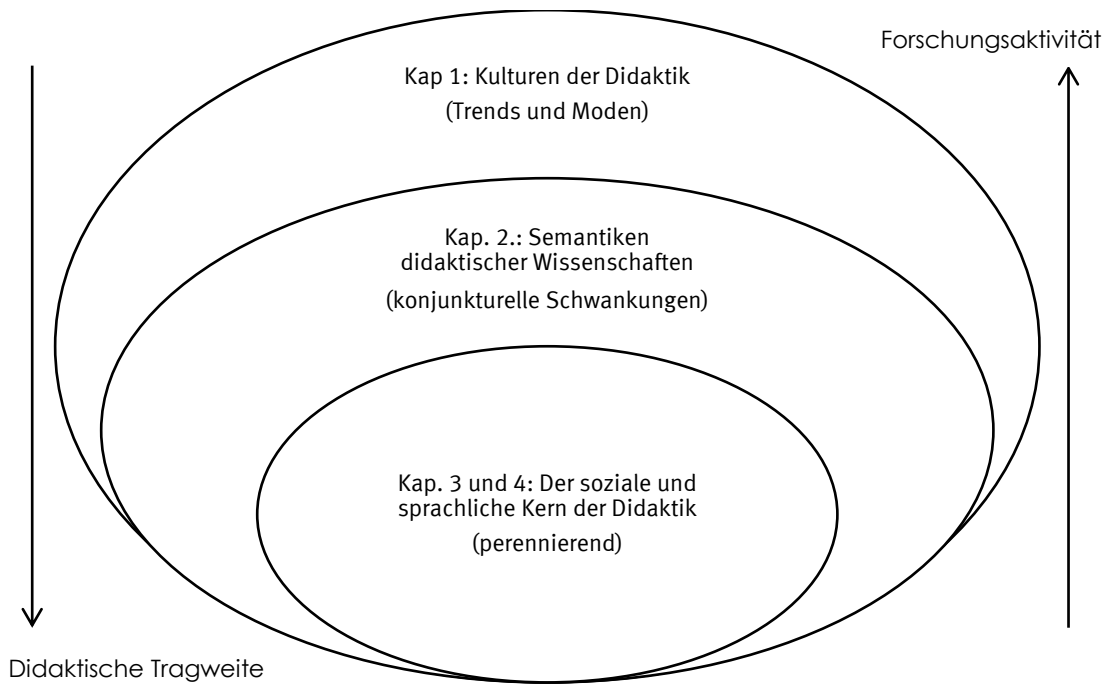 Forschungsaktivität
Kap 1: Kulturen der Didaktik
(Trends und Moden)
Kap. 2.: Semantiken
didaktischer Wissenschaften
(konjunkturelle Schwankungen)
Kap. 3 und 4: Der soziale und
sprachliche Kern der Didaktik
(perennierend)
Didaktische Tragweite